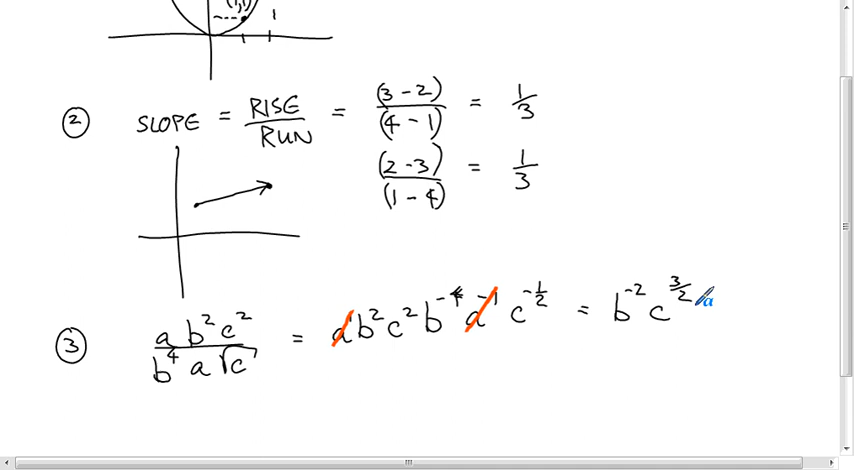 (1,1)
1
② SLOPE = RISE/RUN = (3-2)/(4-1) = 1/3
(2-3)/(1-4) = 1/3
③ a b² c² / b⁴ a √c = a¹ b² c² b⁻⁴ a⁻¹ c^(-1/2) = b⁻² c^(3/2)